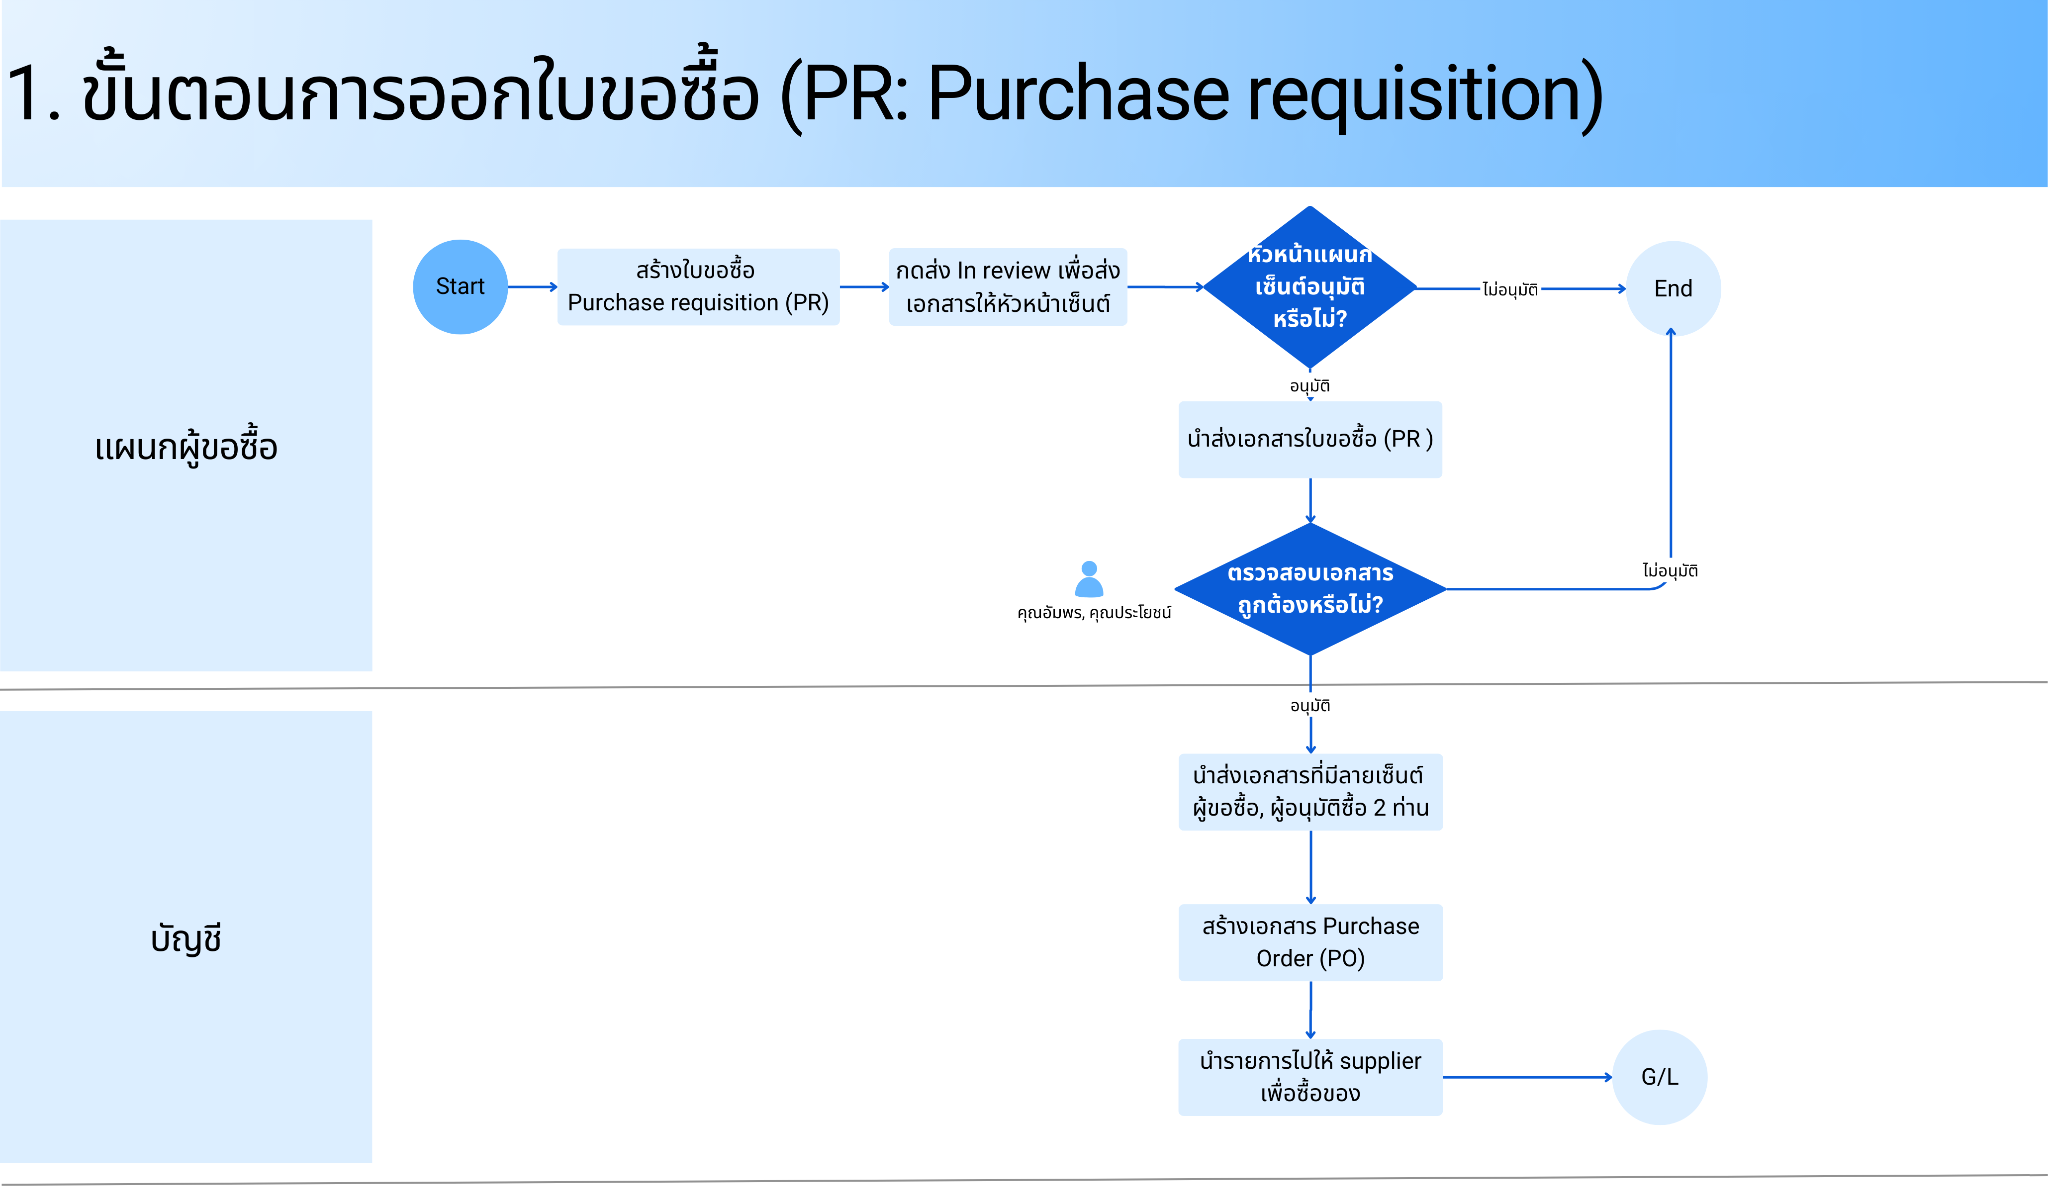 1. ขั้นตอนการออกใบขอซื้อ (PR: Purchase requisition)
แผนกผู้ขอซื้อ
Start
สร้างใบขอซื้อ
Purchase requisition (PR)
กดส่ง In review เพื่อส่ง
เอกสารให้หัวหน้าเซ็นต์
หัวหน้าแผนก
เซ็นต์อนุมัติ
หรือไม่?
ไม่อนุมัติ
End
อนุมัติ
นำส่งเอกสารใบขอซื้อ (PR )
ตรวจสอบเอกสาร
ถูกต้องหรือไม่?
คุณอัมพร, คุณประโยชน์
ไม่อนุมัติ
บัญชี
อนุมัติ
นำส่งเอกสารที่มีลายเซ็นต์
ผู้ขอซื้อ, ผู้อนุมัติซื้อ 2 ท่าน
สร้างเอกสาร Purchase
Order (PO)
นำรายการไปให้ supplier
เพื่อซื้อของ
G/L